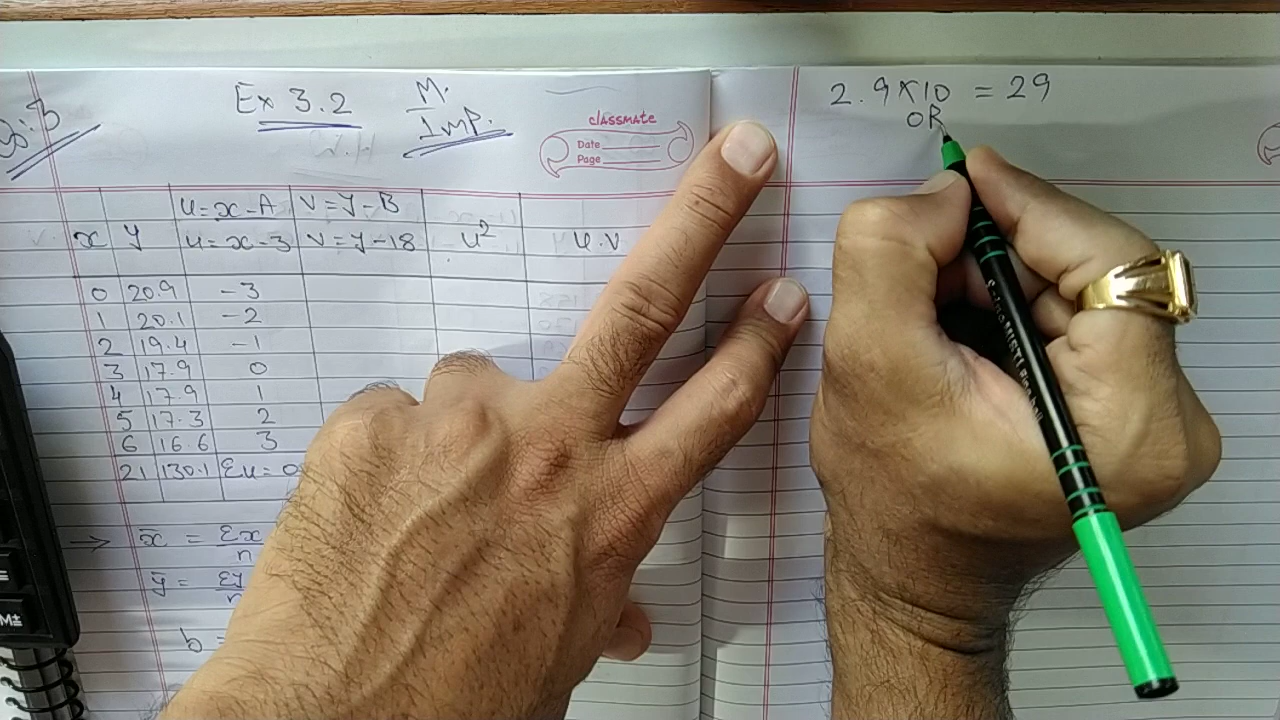 Ex 3.2
M. Imp.
classmate
Date
Page
u=x-A v=y-B
x y u=x-3 v=y-18 u² u.v
0 20.9 -3
1 20.1 -2
2 19.4 -1
3 17.9 0
4 17.9 1
5 17.3 2
6 16.6 3
21 130.1 Σu=0
→ x̄ = Σx/n
ȳ = Σy/n
b =
2.9×10 = 29
OR
=
M±